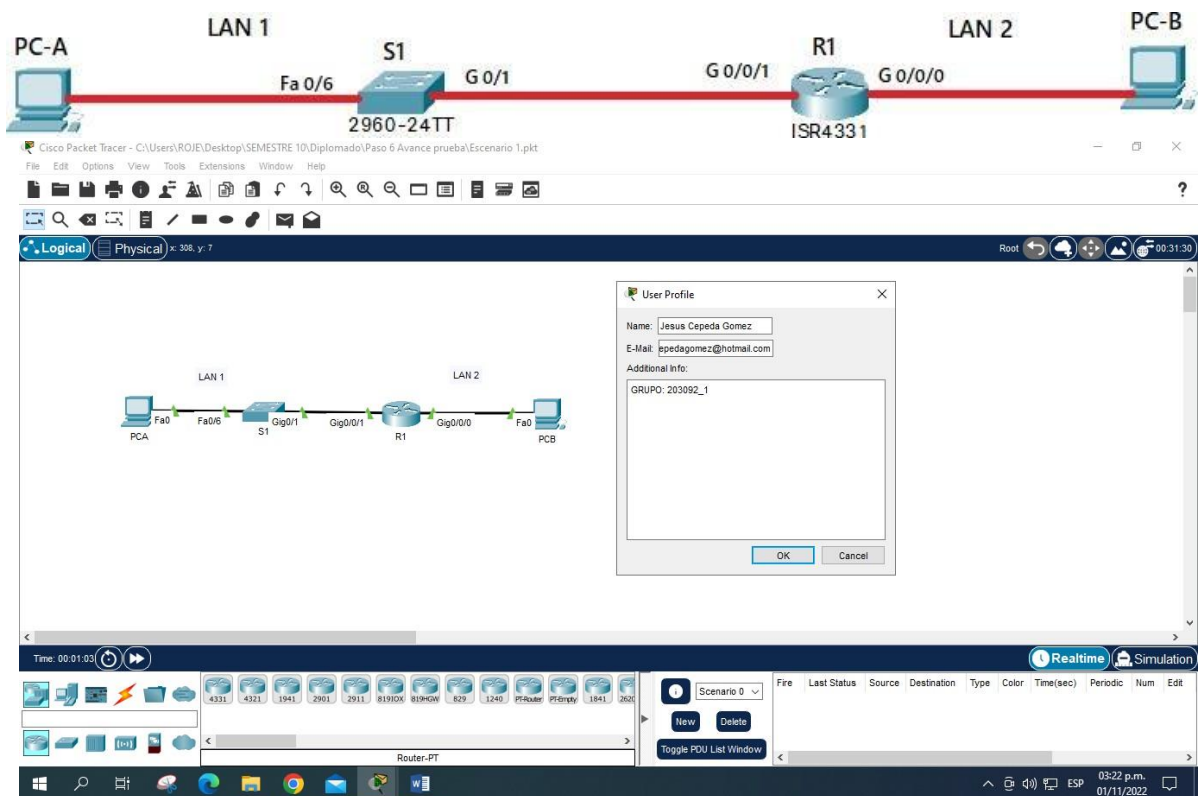 LAN 1
LAN 2
PC-A
PC-B
S1
R1
Fa 0/6
G 0/1
G 0/0/1
G 0/0/0
2960-24TT
ISR4331
Cisco Packet Tracer - C:\Users\ROJE\Desktop\SEMESTRE 10\Diplomado\Paso 6 Avance prueba\Escenario 1.pkt
File Edit Options View Tools Extensions Window Help
?
Logical Physical x: 308, y: 7 Root 00:31:30
User Profile
Name: Jesus Cepeda Gomez
E-Mail: epedagomez@hotmail.com
Additional Info:
GRUPO: 203092_1
OK Cancel
LAN 1 LAN 2
Fa0 Fa0/6 Gig0/1 Gig0/0/1 Gig0/0/0 Fa0
PCA S1 R1 PCB
Time: 00:01:03 Realtime Simulation
4331 4321 1941 2901 2911 819IOX 819HGW 829 1240 PT-Router PT-Empty 1841 262
Router-PT
Scenario 0
New Delete
Toggle PDU List Window
Fire Last Status Source Destination Type Color Time(sec) Periodic Num Edit
ESP 03:22 p.m.
01/11/2022